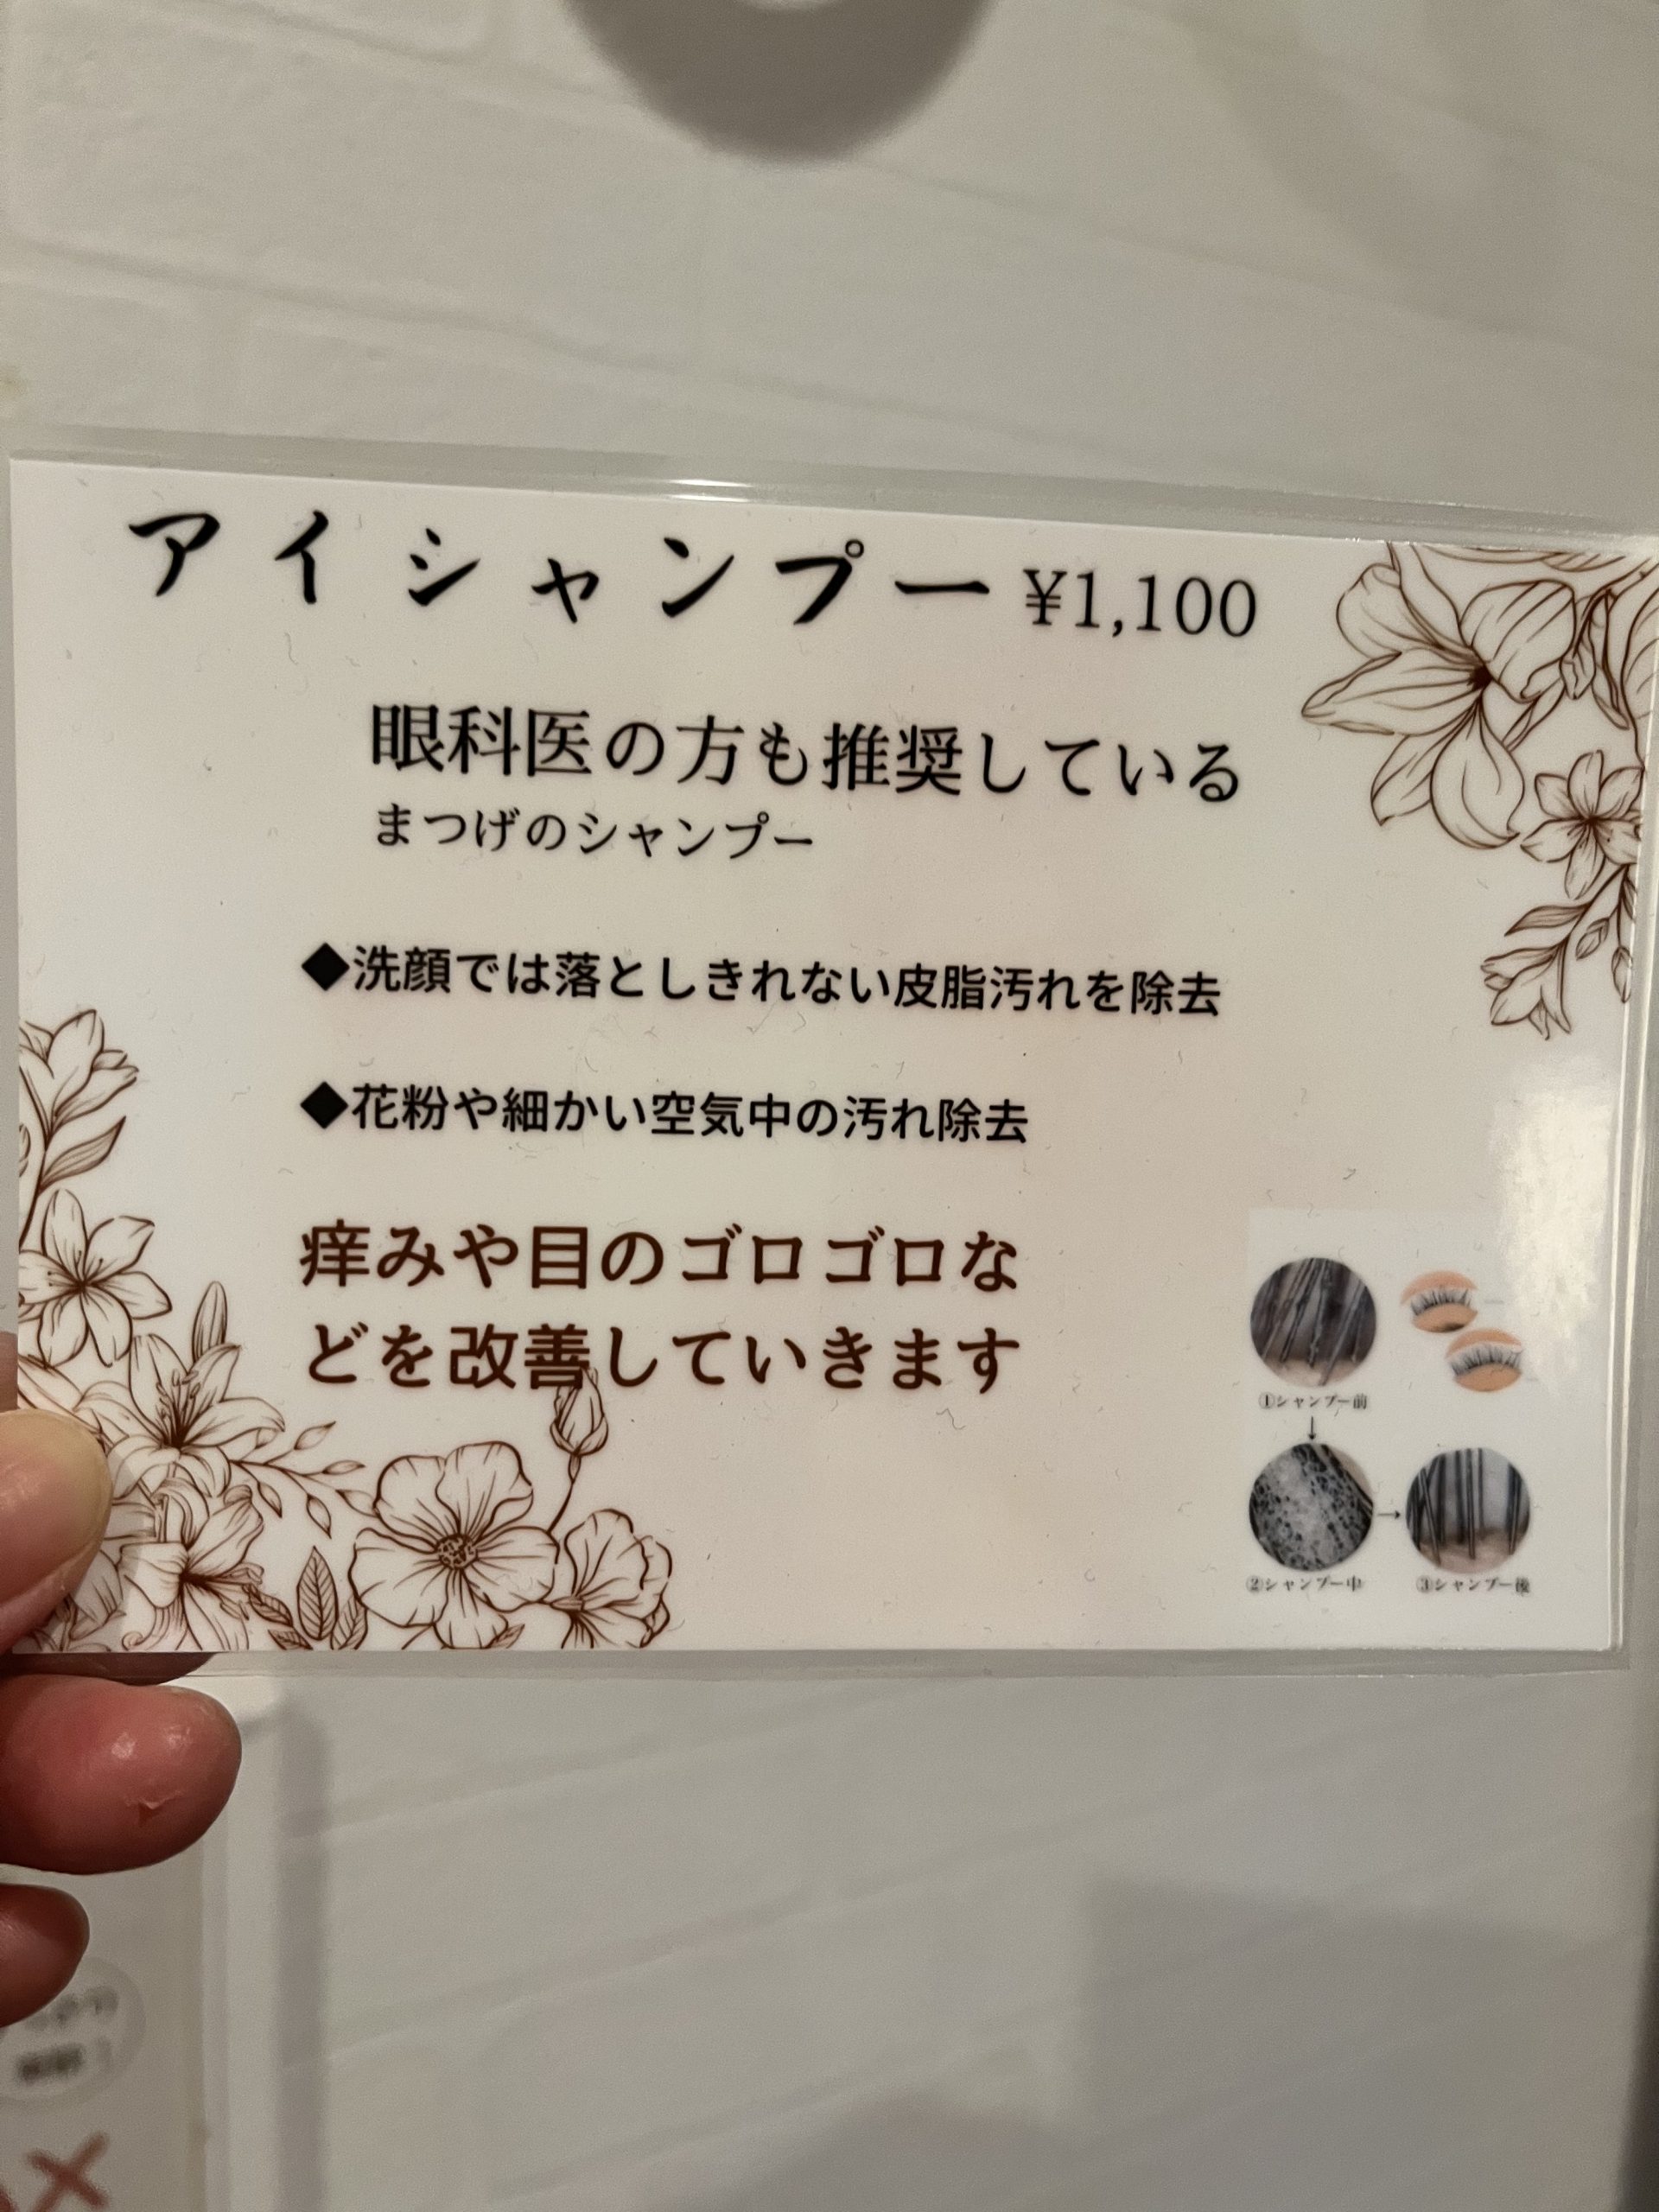 アイシャンプー ¥1,100
眼科医の方も推奨している
まつげのシャンプー
◆洗顔では落としきれない皮脂汚れを除去
◆花粉や細かい空気中の汚れ除去
痒みや目のゴロゴロな
どを改善していきます
①シャンプー前
↓
②シャンプー中
→
③シャンプー後